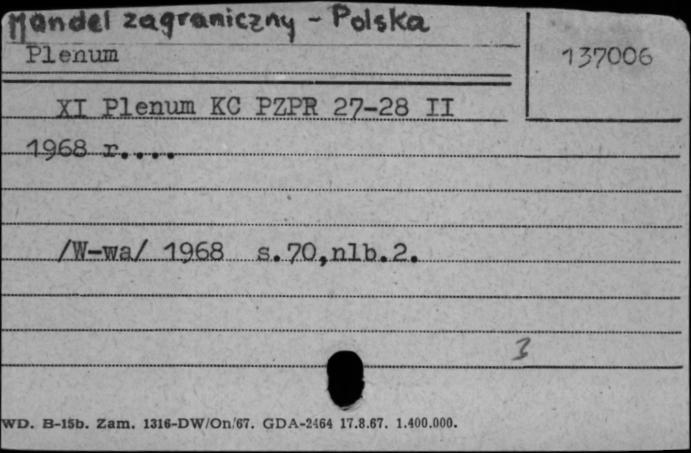 Handel zagraniczny - Polska
Plenum
137006
XI Plenum KC PZPR 27-28 II
1968 r....
/W-wa/ 1968 s.70,nlb.2.
3
WD. B-15b. Zam. 1316-DW/On/67. GDA-2464 17.8.67. 1.400.000.